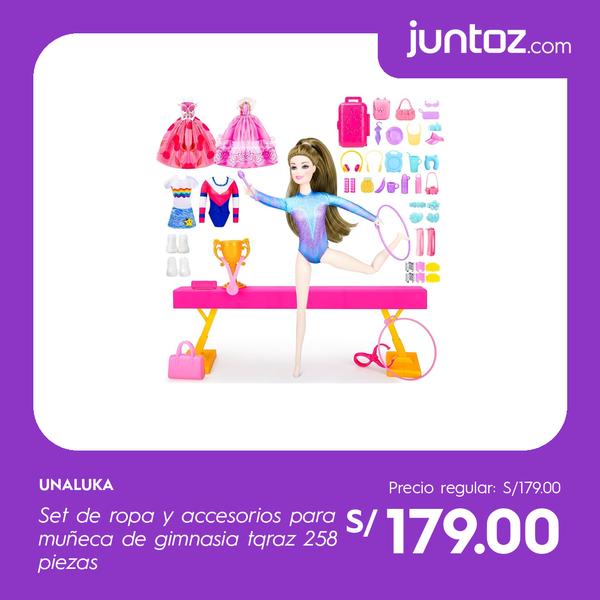 juntoz.com
UNALUKA
Set de ropa y accesorios para
muñeca de gimnasia tqraz 258
piezas
Precio regular: S/179.00
S/ 179.00